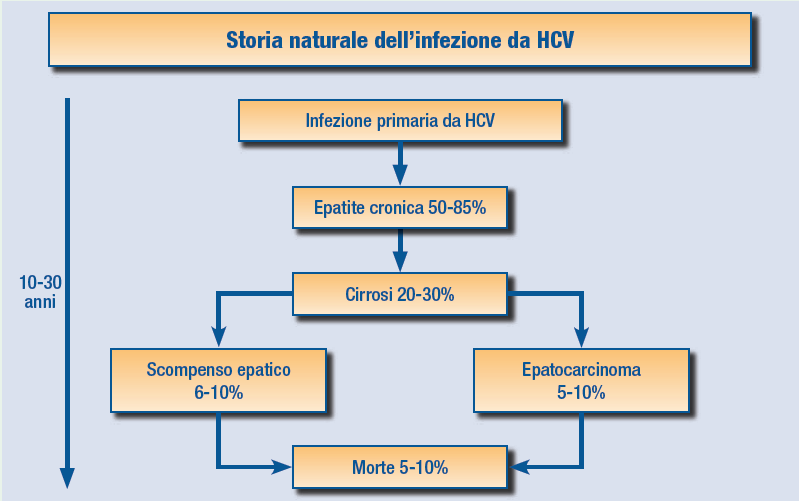 Storia naturale dell'infezione da HCV
Infezione primaria da HCV
Epatite cronica 50-85%
10-30
anni
Cirrosi 20-30%
Scompenso epatico
6-10%
Epatocarcinoma
5-10%
Morte 5-10%